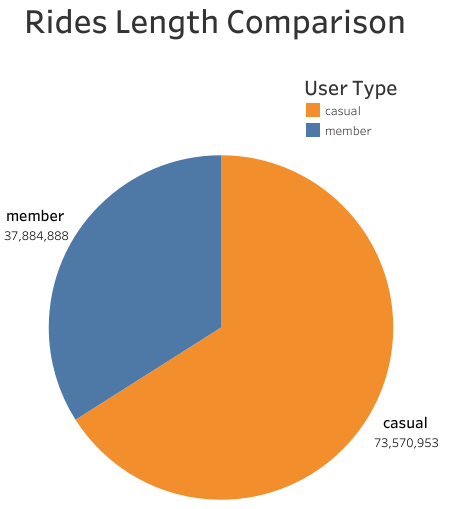 Rides Length Comparison
User Type
casual
member
member
37,884,888
casual
73,570,953